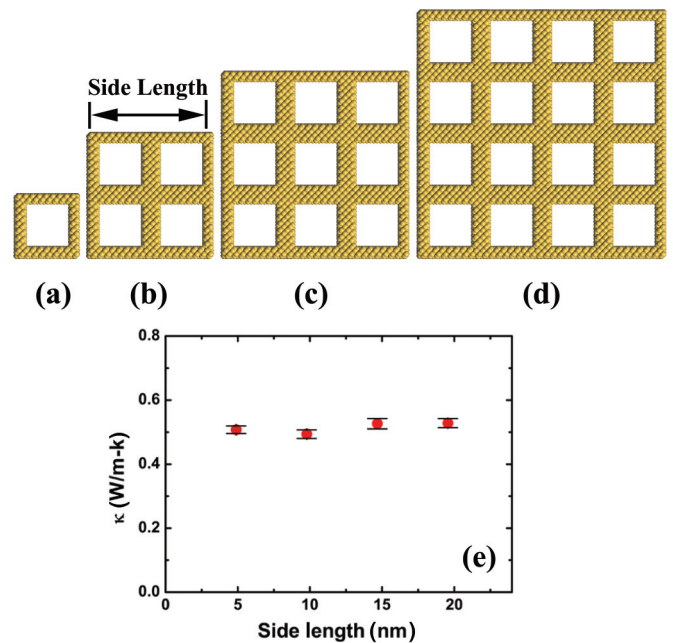 Side Length
(a) (b) (c) (d)
0.8
0.6
0.4
0.2
0.0
κ (W/m-k)
(e)
0 5 10 15 20
Side length (nm)